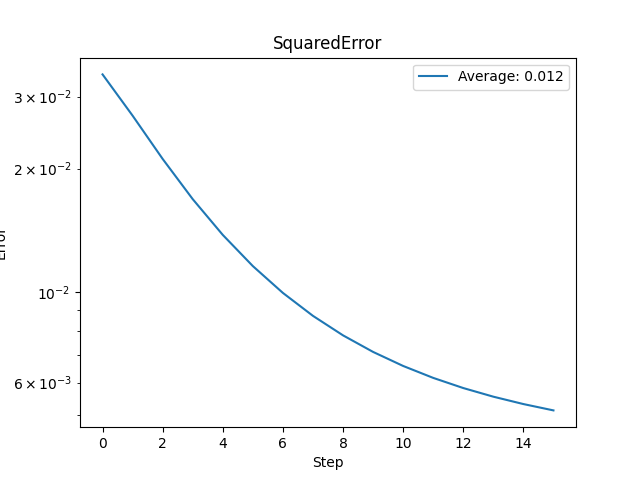 SquaredError
Average: 0.012
3 × 10⁻²
2 × 10⁻²
10⁻²
6 × 10⁻³
Error
0 2 4 6 8 10 12 14
Step